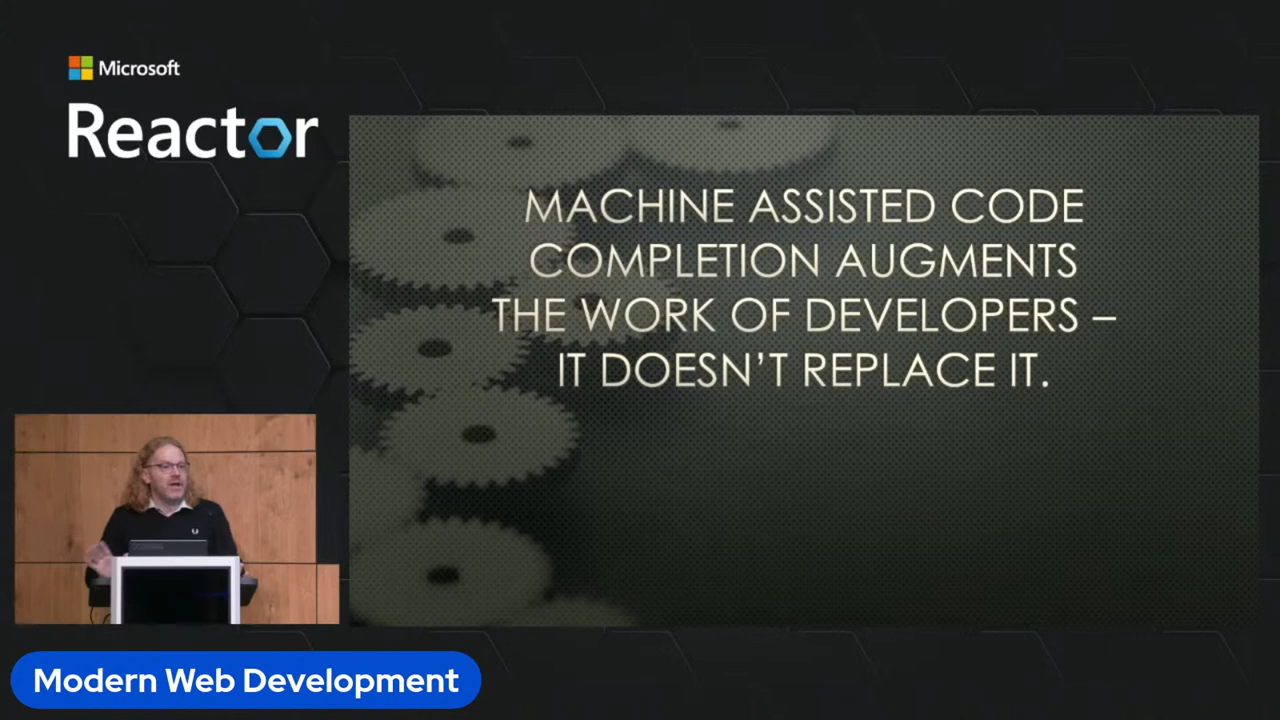 Microsoft
Reactor
MACHINE ASSISTED CODE
COMPLETION AUGMENTS
THE WORK OF DEVELOPERS –
IT DOESN'T REPLACE IT.
Modern Web Development